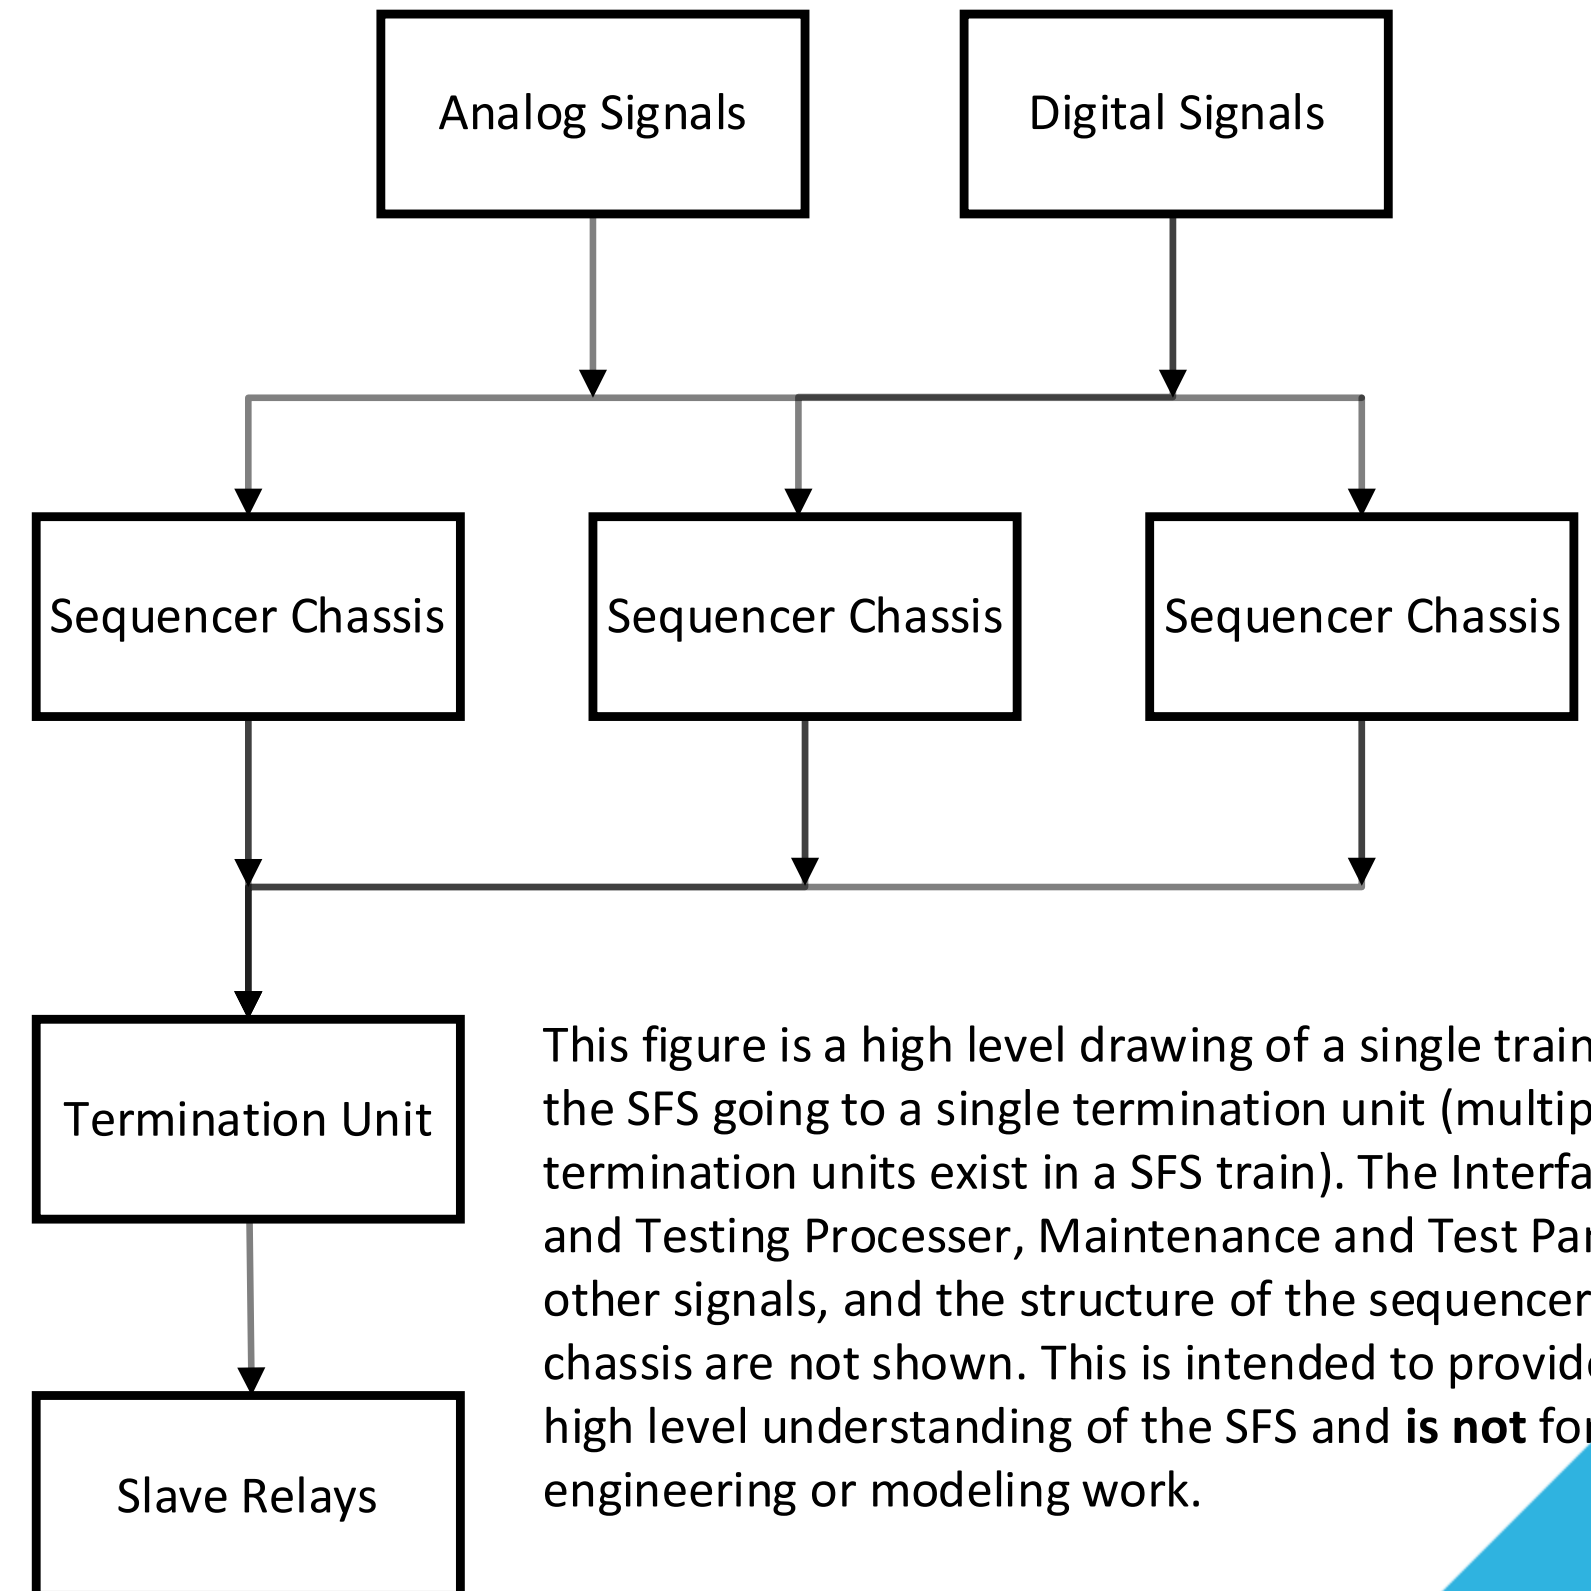 Analog Signals
Digital Signals
Sequencer Chassis
Sequencer Chassis
Sequencer Chassis
Termination Unit
Slave Relays
This figure is a high level drawing of a single train
the SFS going to a single termination unit (multip
termination units exist in a SFS train). The Interfa
and Testing Processer, Maintenance and Test Pa
other signals, and the structure of the sequencer
chassis are not shown. This is intended to provid
high level understanding of the SFS and is not for
engineering or modeling work.